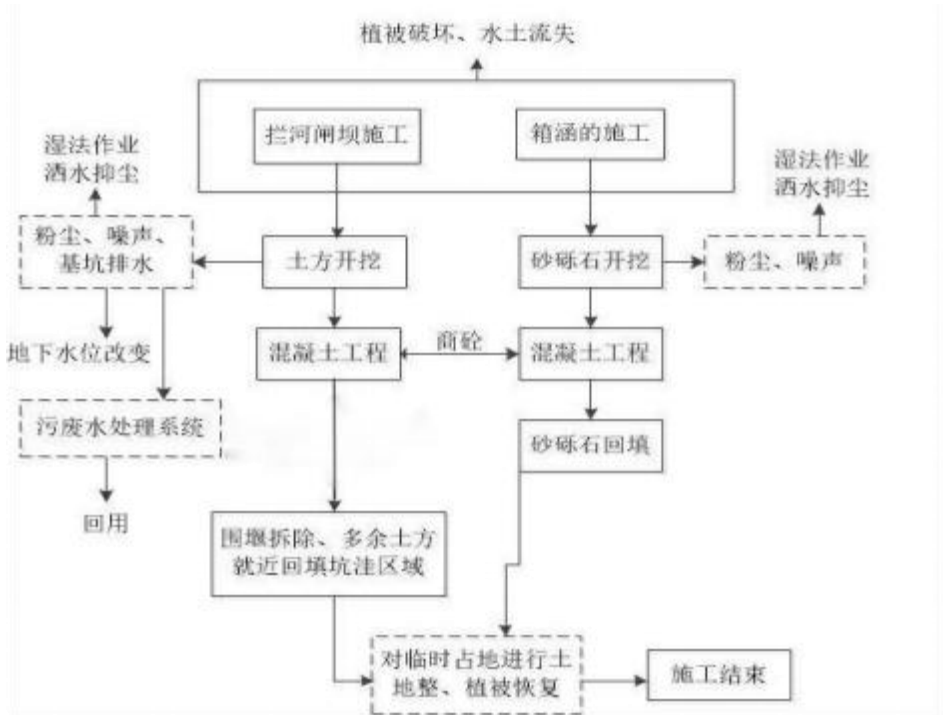 植被破坏、水土流失
拦河闸坝施工
箱涵的施工
湿法作业
洒水抑尘
湿法作业
洒水抑尘
粉尘、噪声、
基坑排水
土方开挖
砂砾石开挖
粉尘、噪声
地下水位改变
混凝土工程
商砼
混凝土工程
污废水处理系统
砂砾石回填
回用
围堰拆除、多余土方
就近回填坑洼区域
对临时占地进行土
地整、植被恢复
施工结束